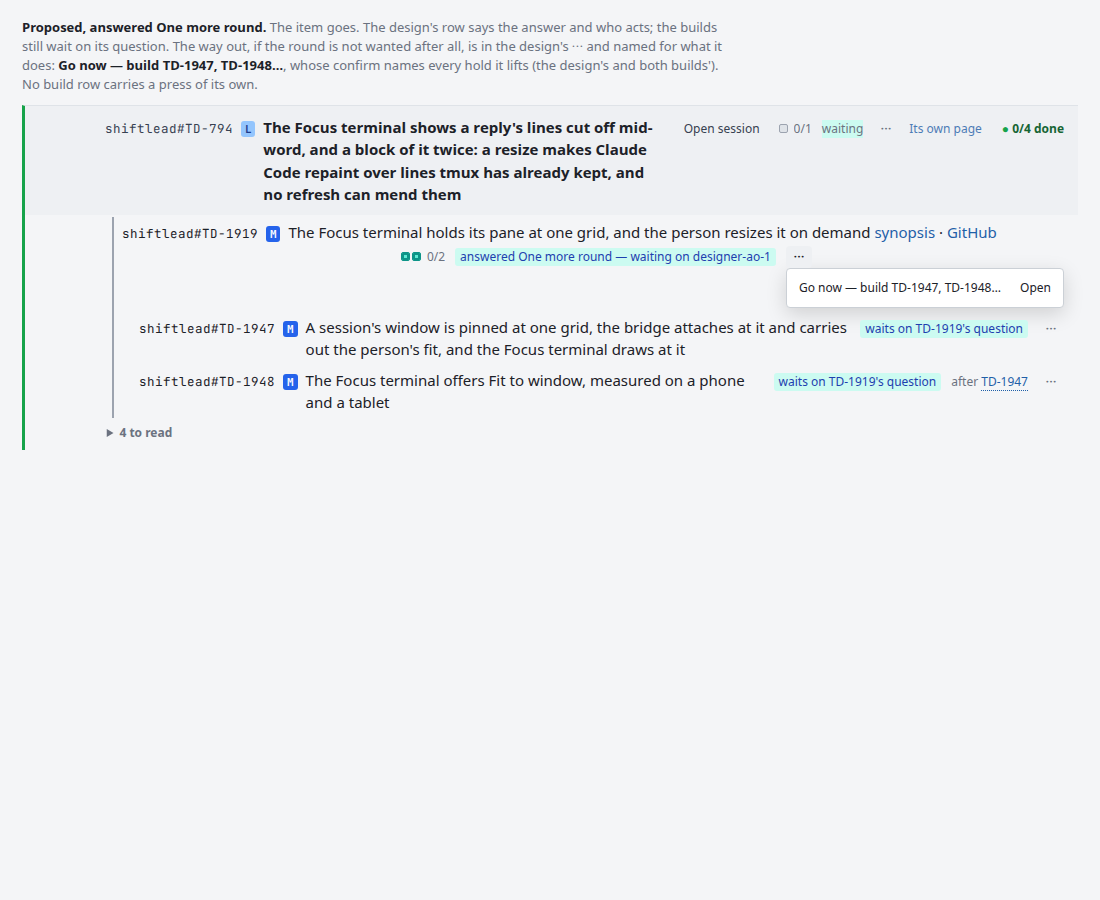 Proposed, answered One more round. The item goes. The design's row says the answer and who acts; the builds
still wait on its question. The way out, if the round is not wanted after all, is in the design's ··· and named for what it
does: Go now — build TD-1947, TD-1948…, whose confirm names every hold it lifts (the design's and both builds').
No build row carries a press of its own.
shiftlead#TD-794 L The Focus terminal shows a reply's lines cut off mid- Open session 0/1 waiting ··· Its own page 0/4 done
word, and a block of it twice: a resize makes Claude
Code repaint over lines tmux has already kept, and
no refresh can mend them
shiftlead#TD-1919 M The Focus terminal holds its pane at one grid, and the person resizes it on demand synopsis · GitHub
0/2 answered One more round — waiting on designer-ao-1 ···
Go now — build TD-1947, TD-1948… Open
shiftlead#TD-1947 M A session's window is pinned at one grid, the bridge attaches at it and carries waits on TD-1919's question ···
out the person's fit, and the Focus terminal draws at it
shiftlead#TD-1948 M The Focus terminal offers Fit to window, measured on a phone waits on TD-1919's question after TD-1947 ···
and a tablet
4 to read